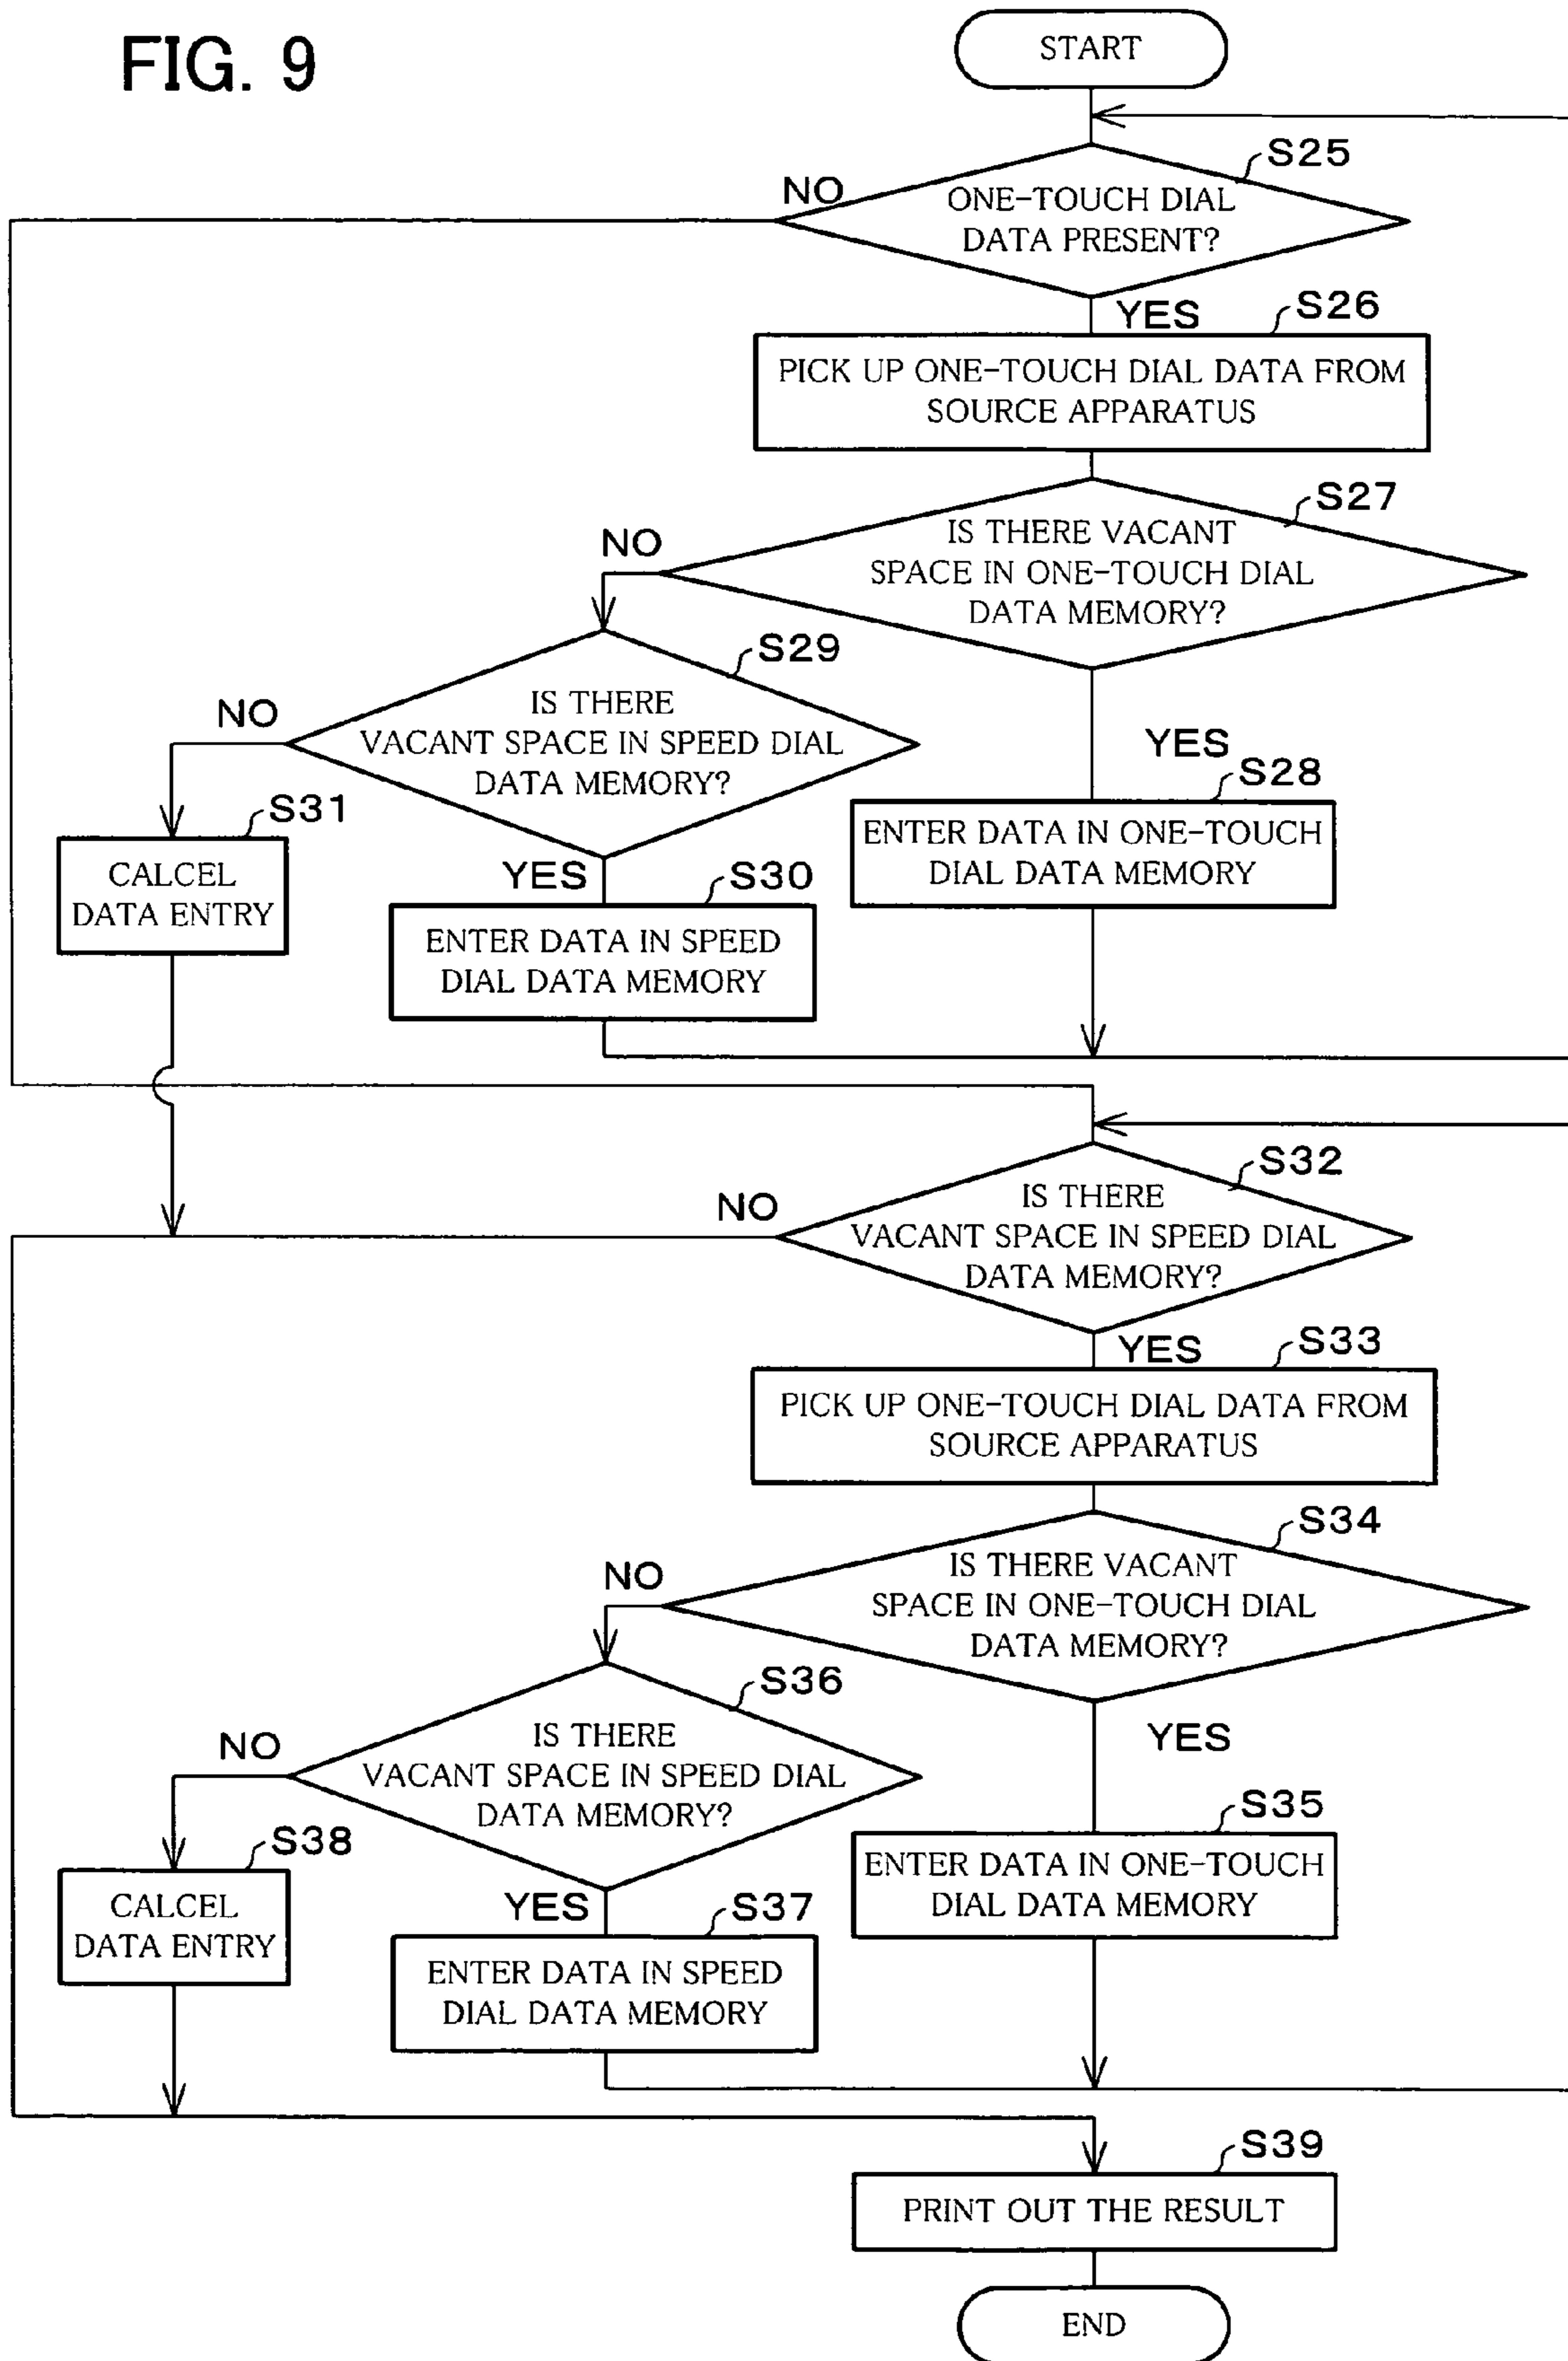 FIG. 9
START
S25
NO
ONE-TOUCH DIAL
DATA PRESENT?
YES
S26
PICK UP ONE-TOUCH DIAL DATA FROM
SOURCE APPARATUS
S27
NO
IS THERE VACANT
SPACE IN ONE-TOUCH DIAL
DATA MEMORY?
S29
NO
IS THERE
VACANT SPACE IN SPEED DIAL
DATA MEMORY?
YES
S28
ENTER DATA IN ONE-TOUCH
DIAL DATA MEMORY
S31
CALCEL
DATA ENTRY
YES
S30
ENTER DATA IN SPEED
DIAL DATA MEMORY
S32
NO
IS THERE
VACANT SPACE IN SPEED DIAL
DATA MEMORY?
YES
S33
PICK UP ONE-TOUCH DIAL DATA FROM
SOURCE APPARATUS
S34
NO
IS THERE VACANT
SPACE IN ONE-TOUCH DIAL
DATA MEMORY?
S36
NO
IS THERE
VACANT SPACE IN SPEED DIAL
DATA MEMORY?
YES
S35
ENTER DATA IN ONE-TOUCH
DIAL DATA MEMORY
S38
CALCEL
DATA ENTRY
YES
S37
ENTER DATA IN SPEED
DIAL DATA MEMORY
S39
PRINT OUT THE RESULT
END